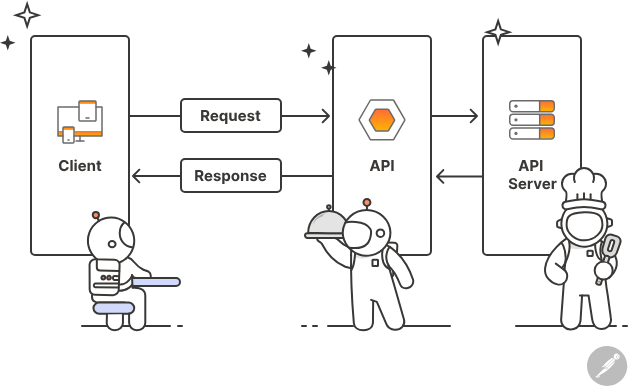 Client
Request
Response
API
API
Server